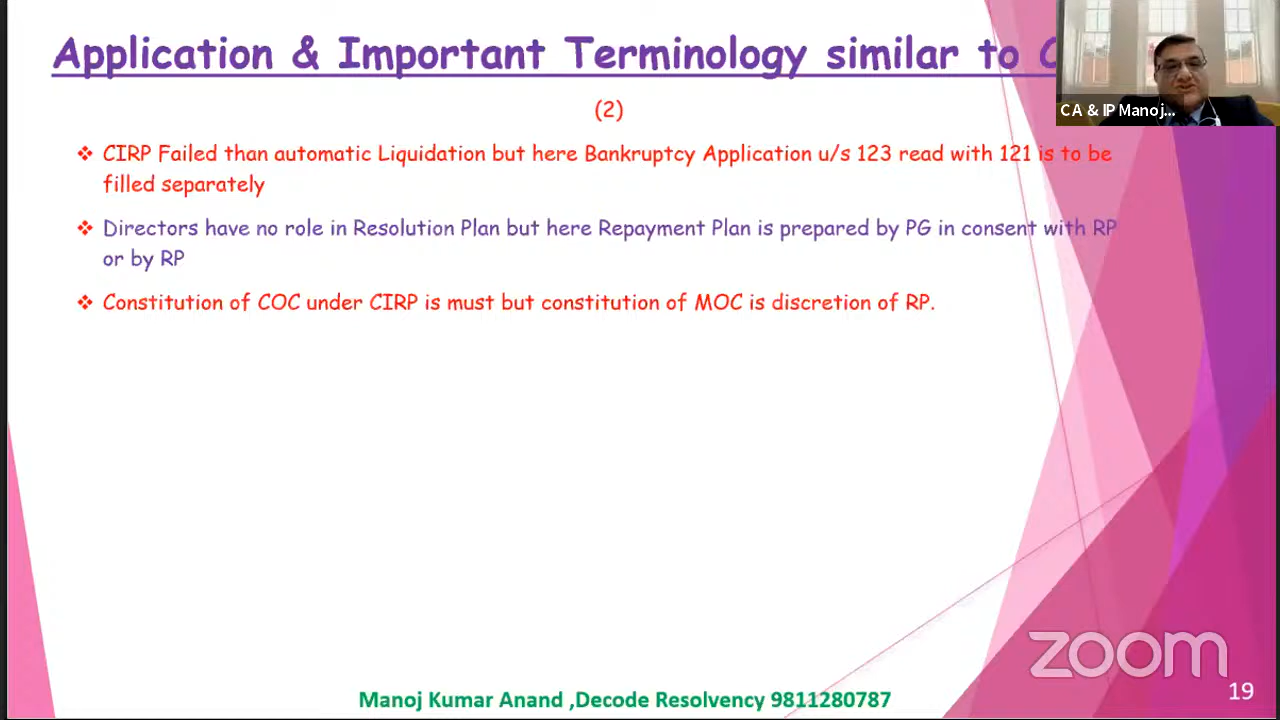 Application & Important Terminology similar to C
CA & IP Manoj...
(2)
❖ CIRP Failed than automatic Liquidation but here Bankruptcy Application u/s 123 read with 121 is to be
filled separately
❖ Directors have no role in Resolution Plan but here Repayment Plan is prepared by PG in consent with RP
or by RP
❖ Constitution of COC under CIRP is must but constitution of MOC is discretion of RP.
zoom
Manoj Kumar Anand ,Decode Resolvency 9811280787
19